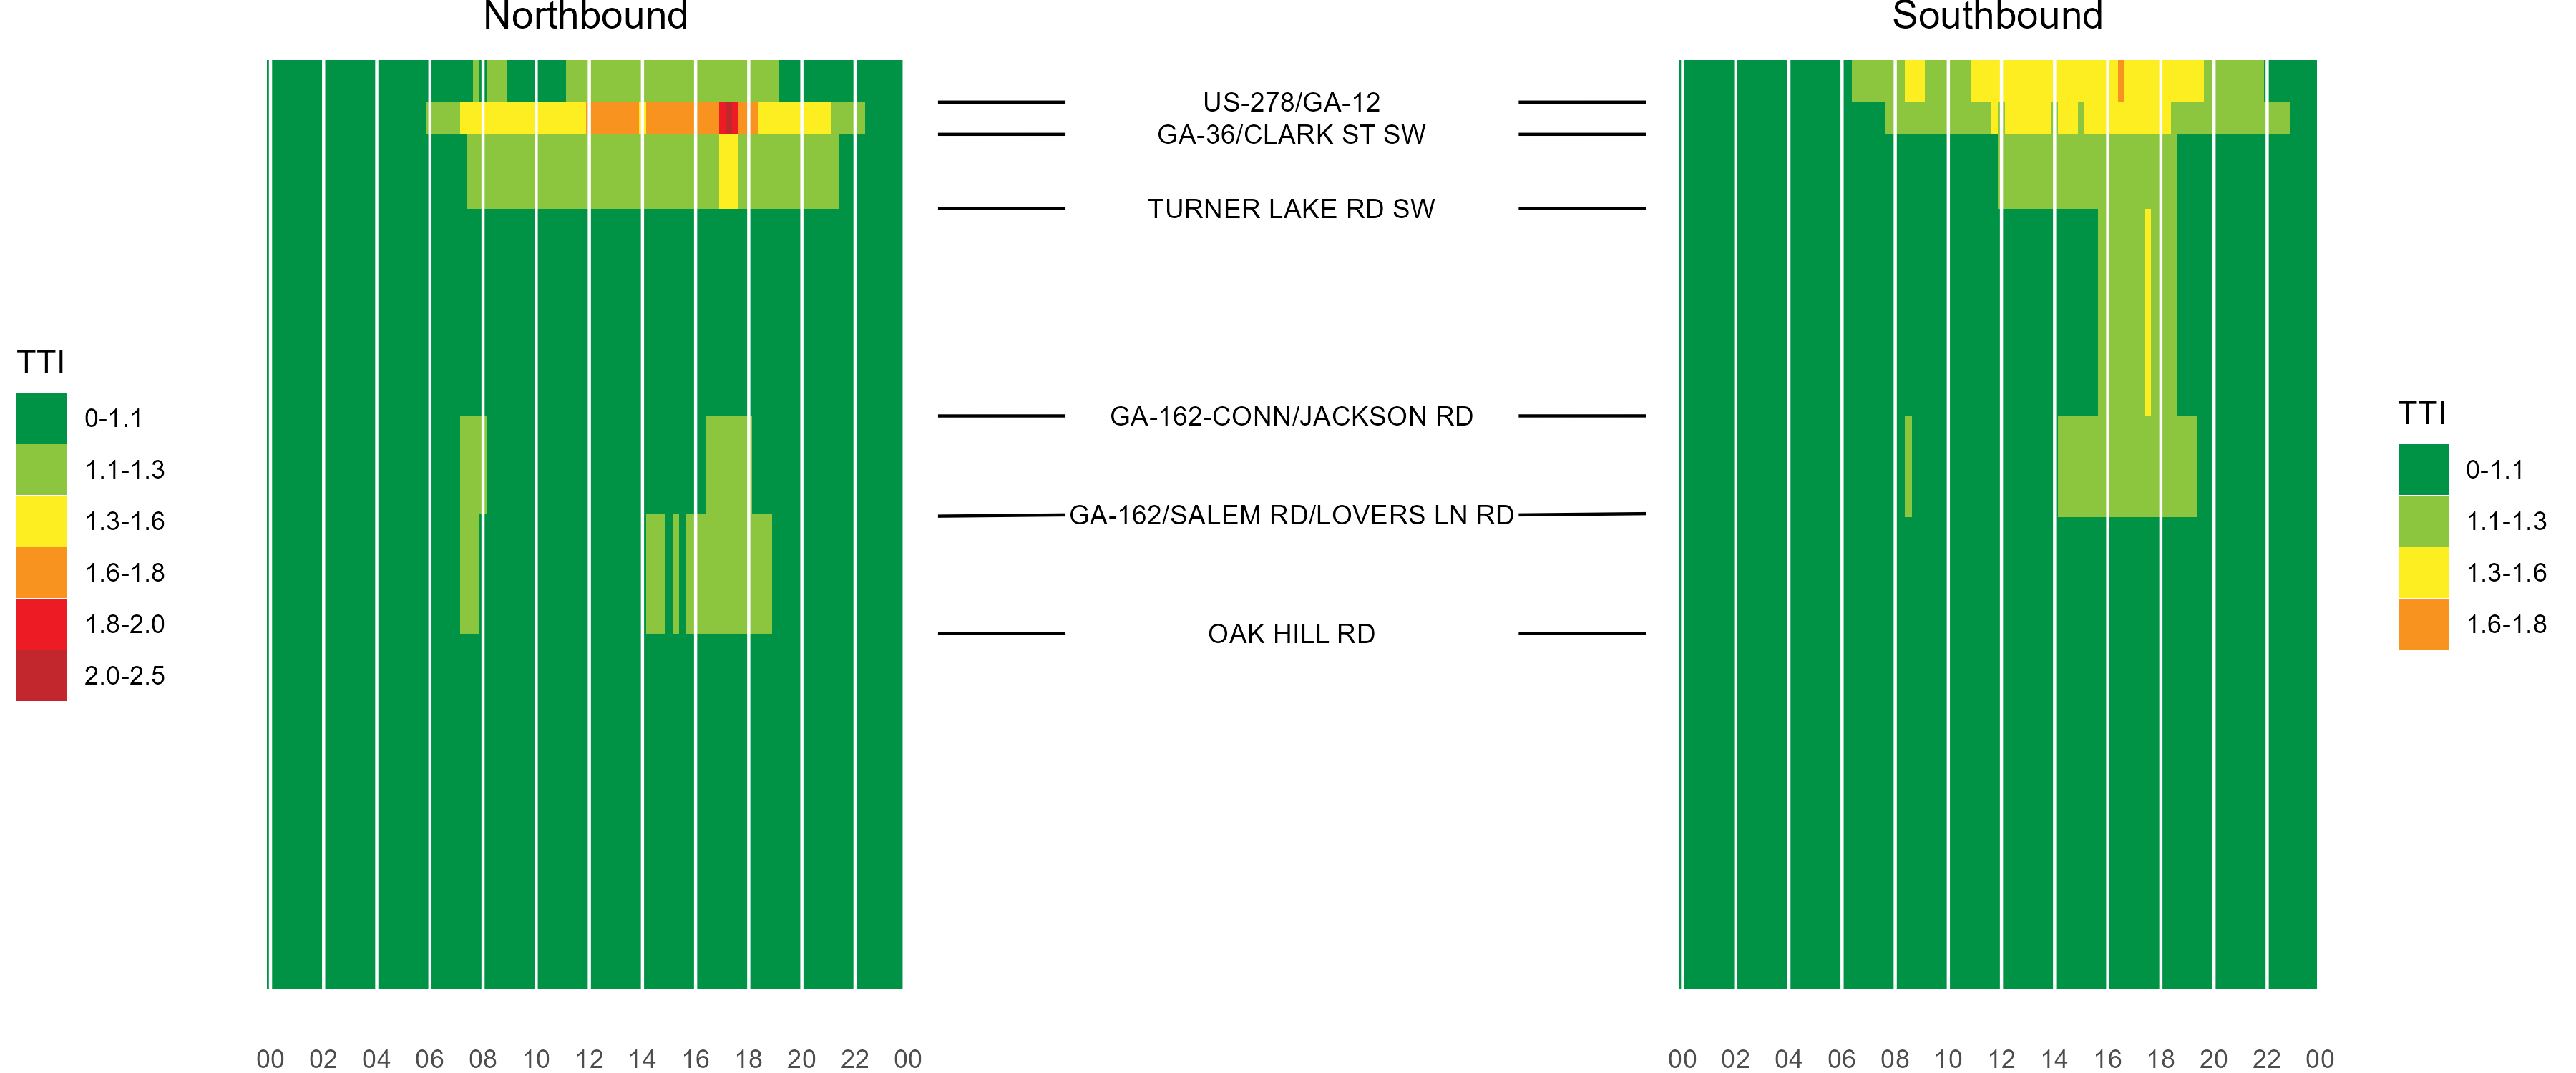 Northbound
Southbound
US-278/GA-12
GA-36/CLARK ST SW
TURNER LAKE RD SW
GA-162-CONN/JACKSON RD
GA-162/SALEM RD/LOVERS LN RD
OAK HILL RD
TTI
0-1.1
1.1-1.3
1.3-1.6
1.6-1.8
1.8-2.0
2.0-2.5
TTI
0-1.1
1.1-1.3
1.3-1.6
1.6-1.8
00 02 04 06 08 10 12 14 16 18 20 22 00
00 02 04 06 08 10 12 14 16 18 20 22 00